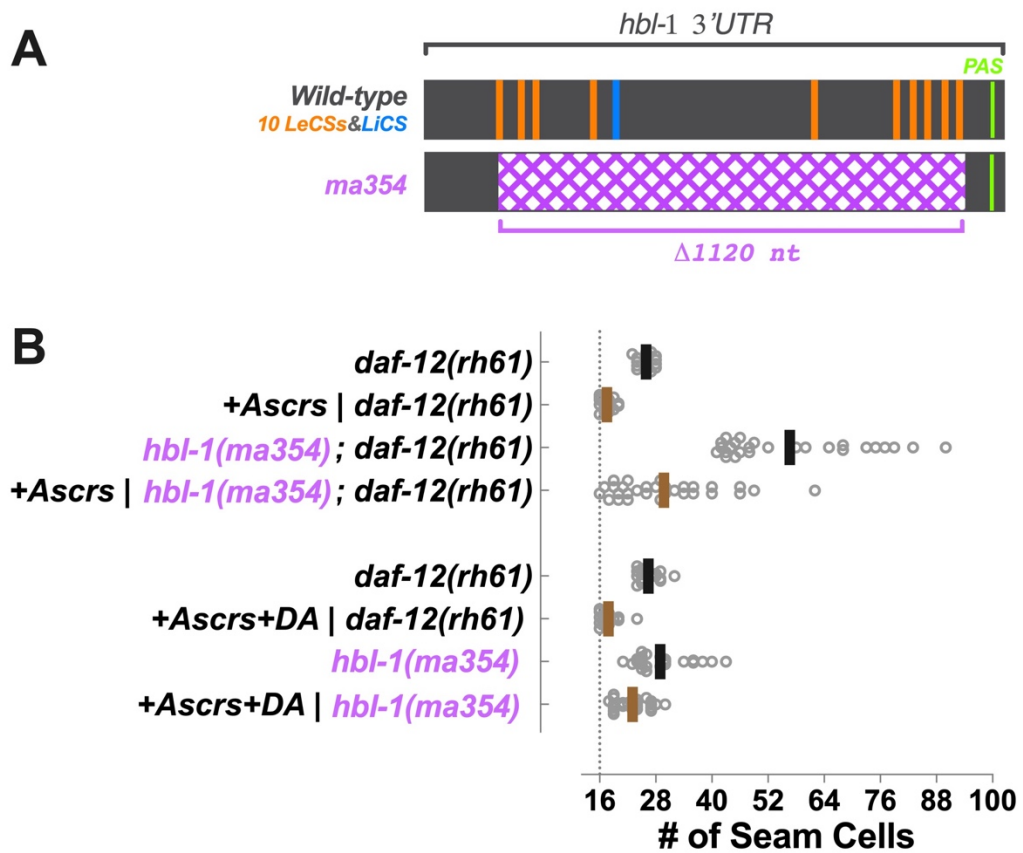 A
hbl-1 3'UTR
PAS
Wild-type
10 LeCSs&LiCS
ma354
Δ1120 nt
B
daf-12(rh61)
+Ascrs | daf-12(rh61)
hbl-1(ma354); daf-12(rh61)
+Ascrs | hbl-1(ma354); daf-12(rh61)
daf-12(rh61)
+Ascrs+DA | daf-12(rh61)
hbl-1(ma354)
+Ascrs+DA | hbl-1(ma354)
16 28 40 52 64 76 88 100
# of Seam Cells